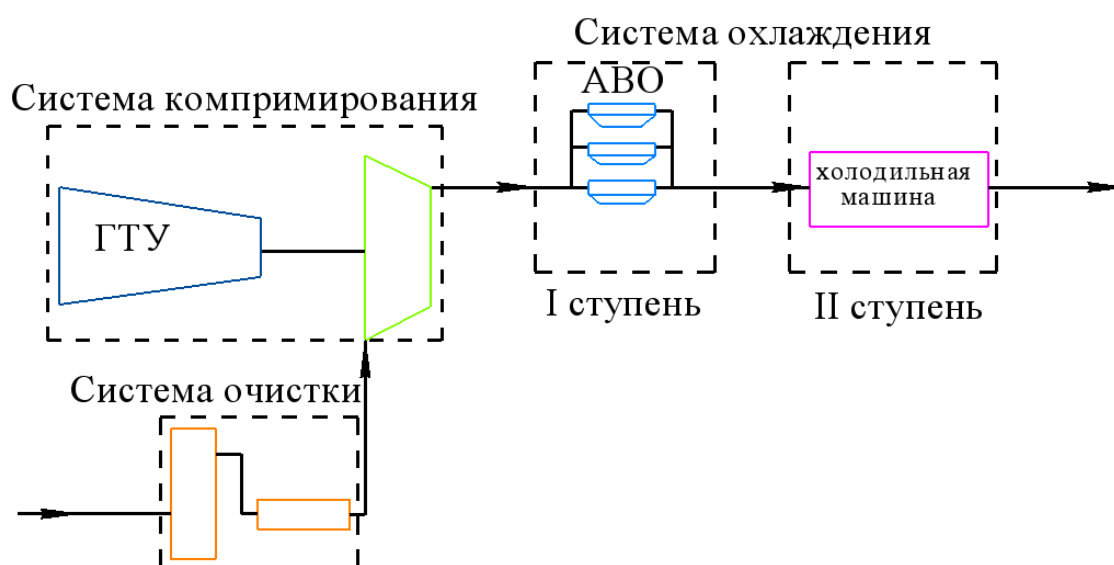 Система охлаждения
АВО
Система компримирования
холодильная
машина
ГТУ
I ступень
II ступень
Система очистки